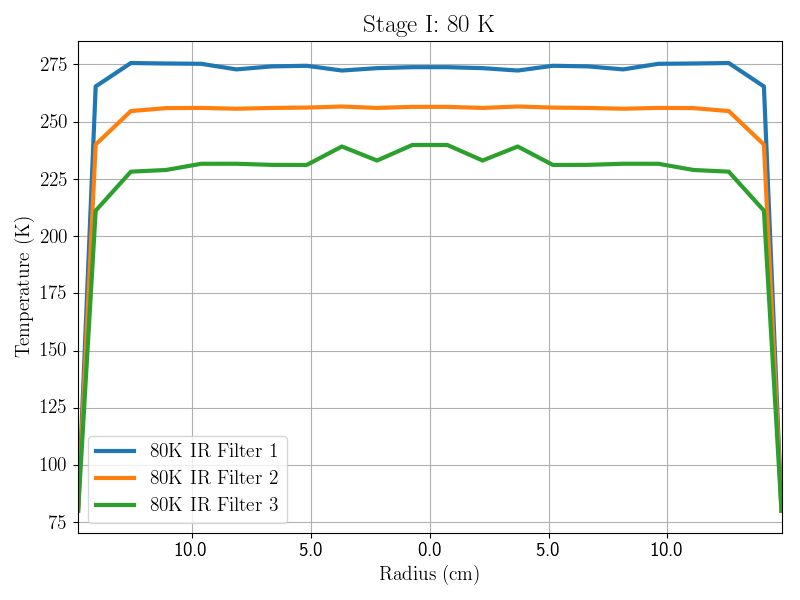 Stage I: 80 K
Temperature (K)
275
250
225
200
175
150
125
100
75
80K IR Filter 1
80K IR Filter 2
80K IR Filter 3
10.0 5.0 0.0 5.0 10.0
Radius (cm)